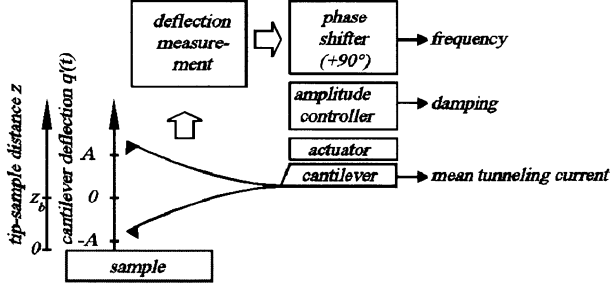 deflection
measure-
ment
phase
shifter
(+90°)
frequency
amplitude
controller
damping
actuator
cantilever
mean tunneling current
tip-sample distance z
cantilever deflection q'(t)
A
0
-A
z_b
0
sample